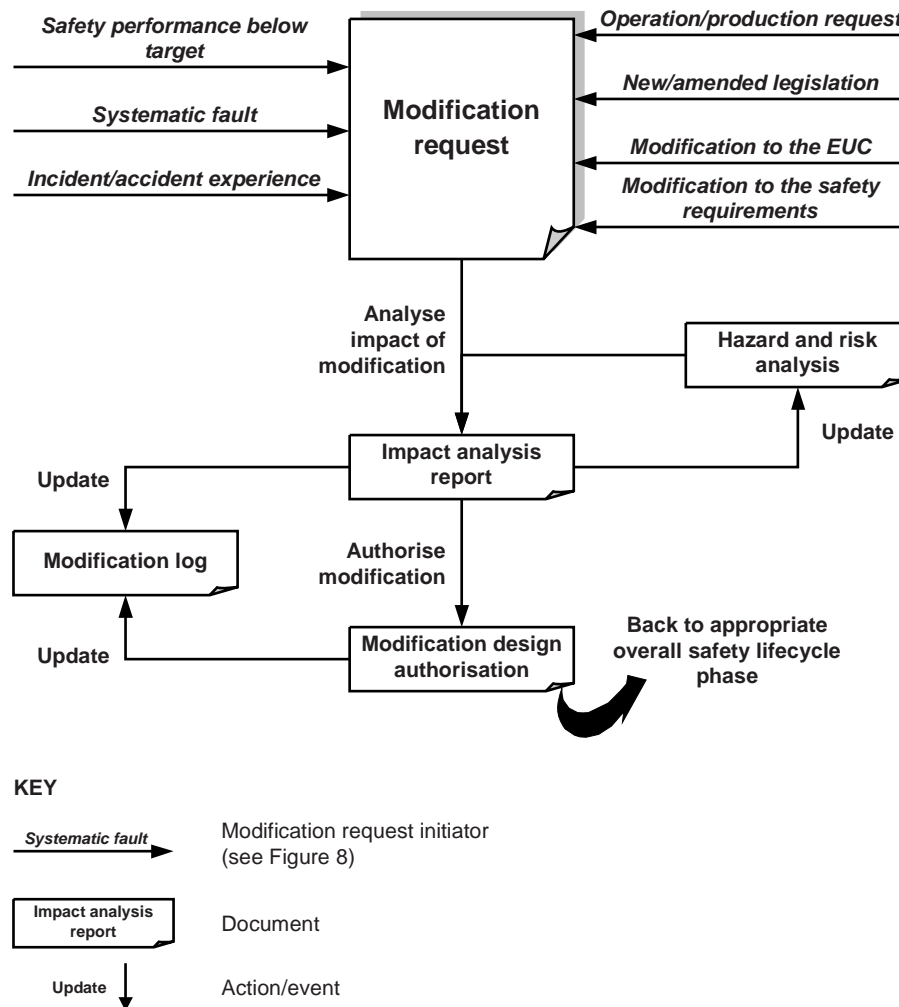 Safety performance below
target
Systematic fault
Incident/accident experience
Modification
request
Operation/production request
New/amended legislation
Modification to the EUC
Modification to the safety
requirements
Analyse
impact of
modification
Hazard and risk
analysis
Update
Impact analysis
report
Update
Modification log
Authorise
modification
Update
Modification design
authorisation
Back to appropriate
overall safety lifecycle
phase
KEY
Systematic fault
Modification request initiator
(see Figure 8)
Impact analysis
report
Document
Update
Action/event